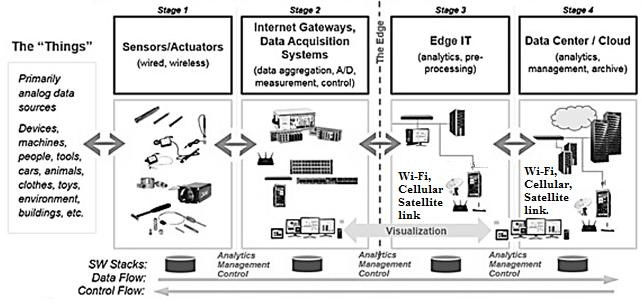 Stage 1
Stage 2
Stage 3
Stage 4
The “Things”
Primarily
analog data
sources
Devices,
machines,
people, tools,
cars, animals,
clothes, toys,
environment,
buildings, etc.
Sensors/Actuators
(wired, wireless)
Internet Gateways,
Data Acquisition
Systems
(data aggregation, A/D,
measurement, control)
The Edge
Edge IT
(analytics, pre-
processing)
Data Center / Cloud
(analytics,
management, archive)
Wi-Fi,
Cellular
Satellite
link
Wi-Fi,
Cellular,
Satellite
link.
Visualization
SW Stacks:
Analytics
Management
Control
Analytics
Management
Control
Analytics
Management
Control
Data Flow:
Control Flow: